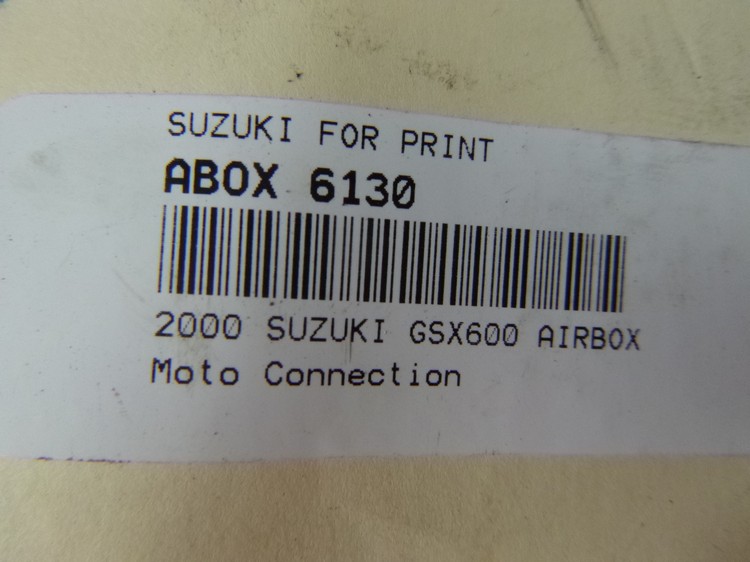 SUZUKI FOR PRINT
ABOX 6130
2000 SUZUKI GSX600 AIRBOX
Moto Connection